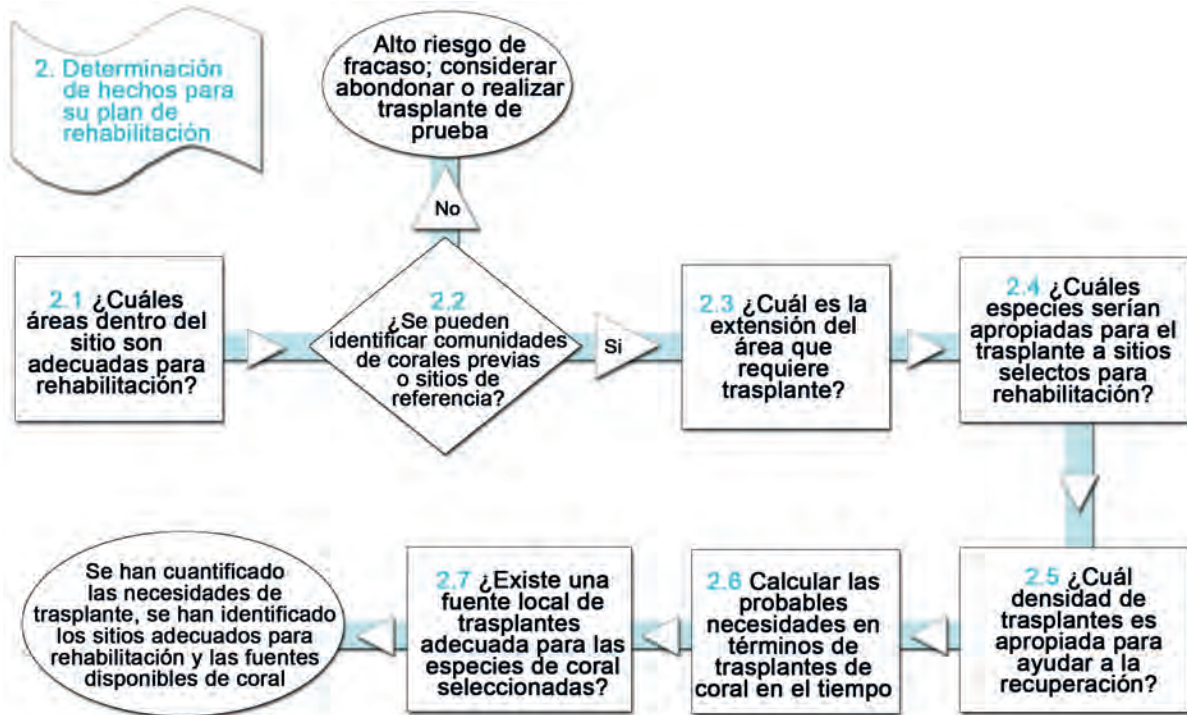 2. Determinación
de hechos para
su plan de
rehabilitación
Alto riesgo de
fracaso; considerar
abondonar o realizar
trasplante de
prueba
No
2.1 ¿Cuáles
áreas dentro del
sitio son
adecuadas para
rehabilitación?
2.2
¿Se pueden
identificar comunidades
de corales previas
o sitios de
referencia?
Si
2.3 ¿Cuál es la
extensión del
área que
requiere
trasplante?
2.4 ¿Cuáles
especies serían
apropiadas para el
trasplante a sitios
selectos para
rehabilitación?
2.5 ¿Cuál
densidad de
trasplantes es
apropiada para
ayudar a la
recuperación?
2.6 Calcular las
probables
necesidades en
términos de
trasplantes de
coral en el tiempo
2.7 ¿Existe una
fuente local de
trasplantes
adecuada para las
especies de coral
seleccionadas?
Se han cuantificado
las necesidades de
trasplante, se han identificado
los sitios adecuados para
rehabilitación y las fuentes
disponibles de coral